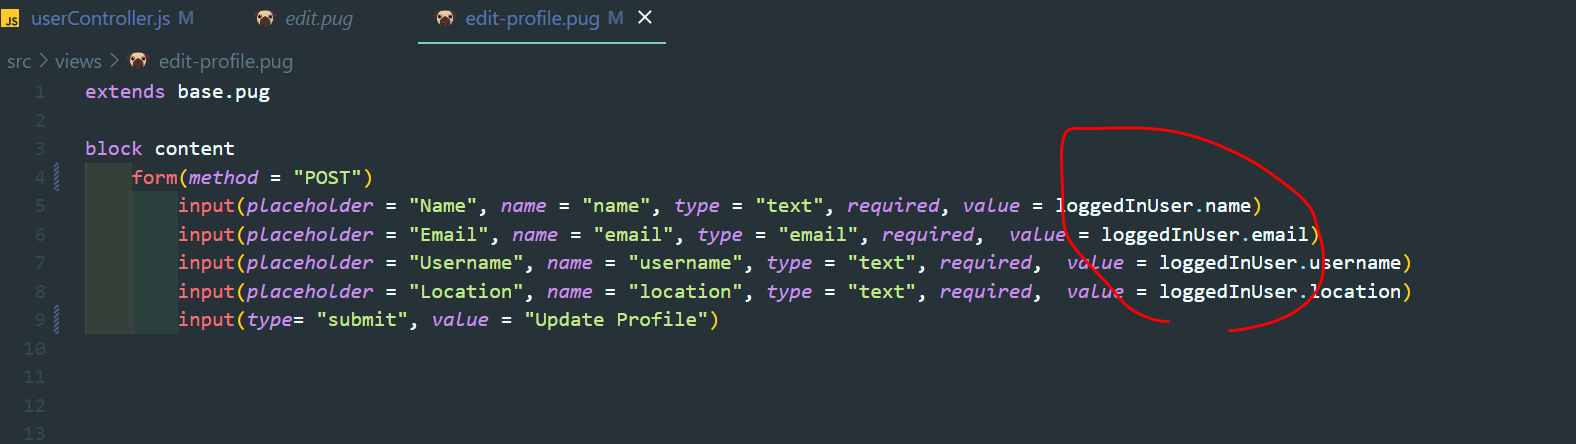 JS userController.js M edit.pug edit-profile.pug M
src > views > edit-profile.pug
1 extends base.pug
2
3 block content
4 form(method = "POST")
5 input(placeholder = "Name", name = "name", type = "text", required, value = loggedInUser.name)
6 input(placeholder = "Email", name = "email", type = "email", required,  value = loggedInUser.email)
7 input(placeholder = "Username", name = "username", type = "text", required,  value = loggedInUser.username)
8 input(placeholder = "Location", name = "location", type = "text", required,  value = loggedInUser.location)
9 input(type= "submit", value = "Update Profile")
10
11
12
13